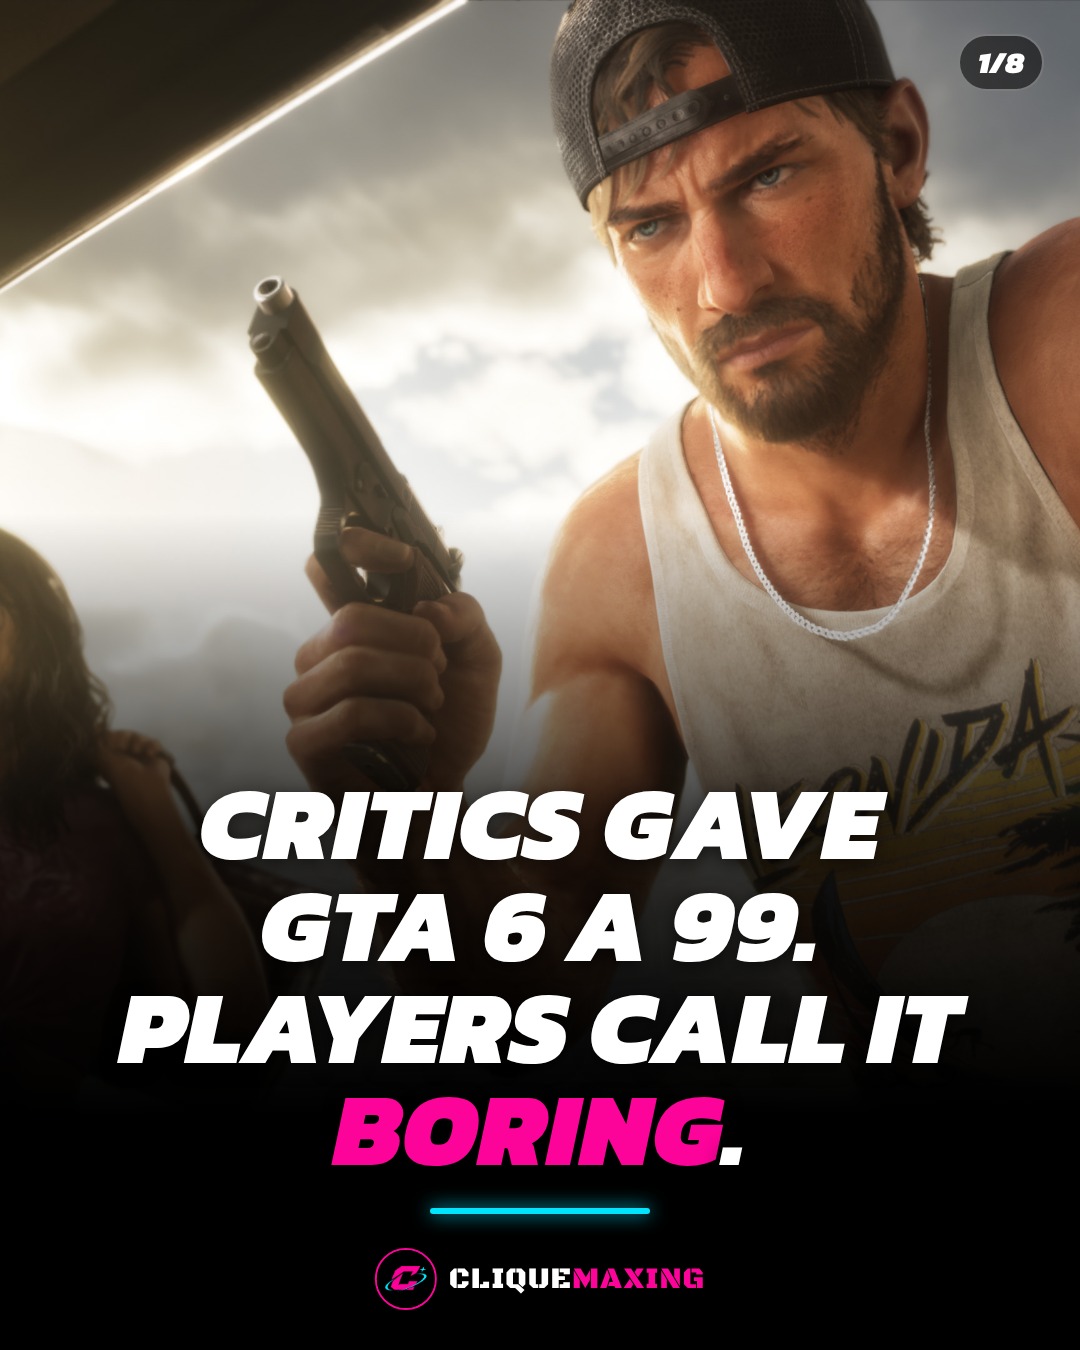 1/8
CRITICS GAVE
GTA 6 A 99.
PLAYERS CALL IT
BORING.
CLIQUEMAXING